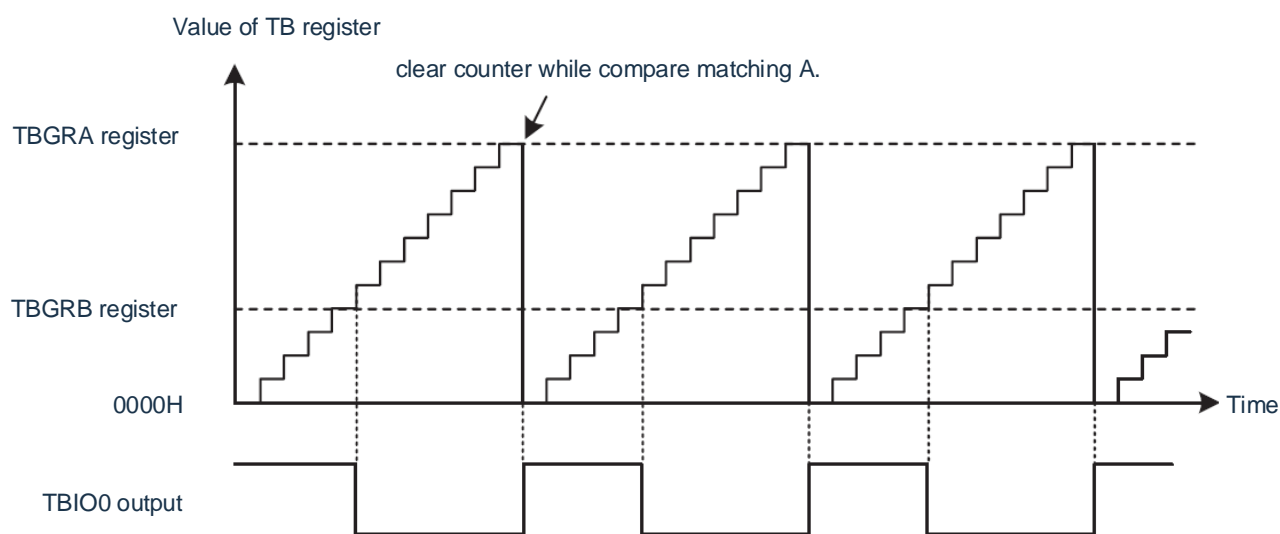 Value of TB register
clear counter while compare matching A.
TBGRA register
TBGRB register
0000H
Time
TBIO0 output